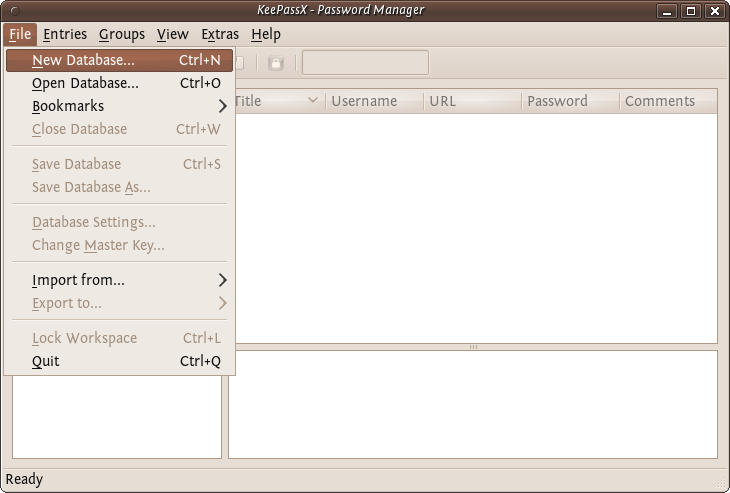 KeePassX - Password Manager
File Entries Groups View Extras Help
New Database... Ctrl+N
Open Database... Ctrl+O
Bookmarks
Close Database Ctrl+W
Save Database Ctrl+S
Save Database As...
Database Settings...
Change Master Key...
Import from...
Export to...
Lock Workspace Ctrl+L
Quit Ctrl+Q
Title Username URL Password Comments
Ready